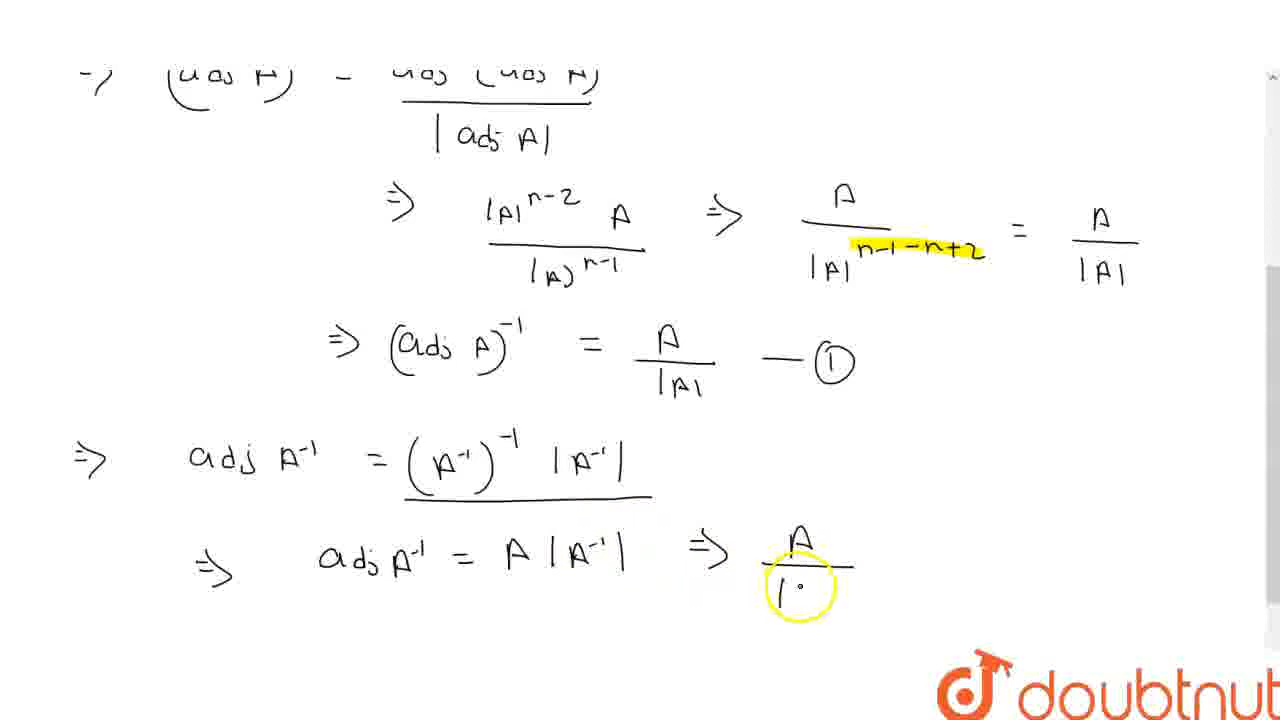 ⇒ (adj A) = adj (adj A)
|adj A|
⇒ |A|^{n-2} A / |A)^{n-1} ⇒ A / |A|^{n-1-n+2} = A / |A|
⇒ (adj A)^{-1} = A / |A| — ①
⇒ adj A^{-1} = (A^{-1})^{-1} |A^{-1}|
⇒ adj A^{-1} = A |A^{-1}| ⇒ A / |
doubtnut